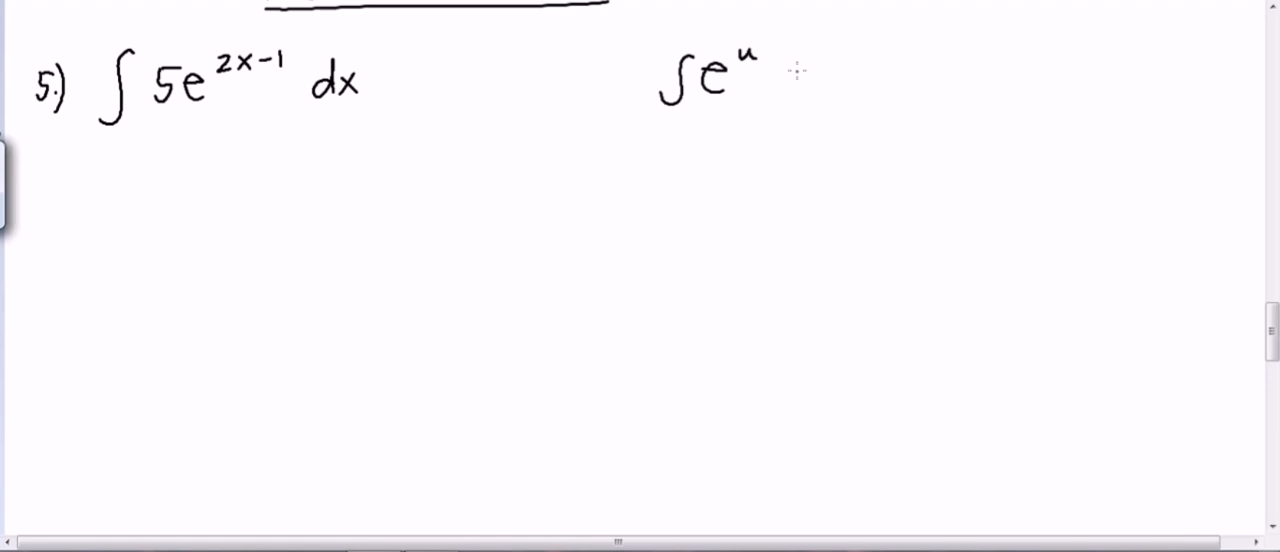 5.) ∫ 5e^{2x-1} dx ∫e^u